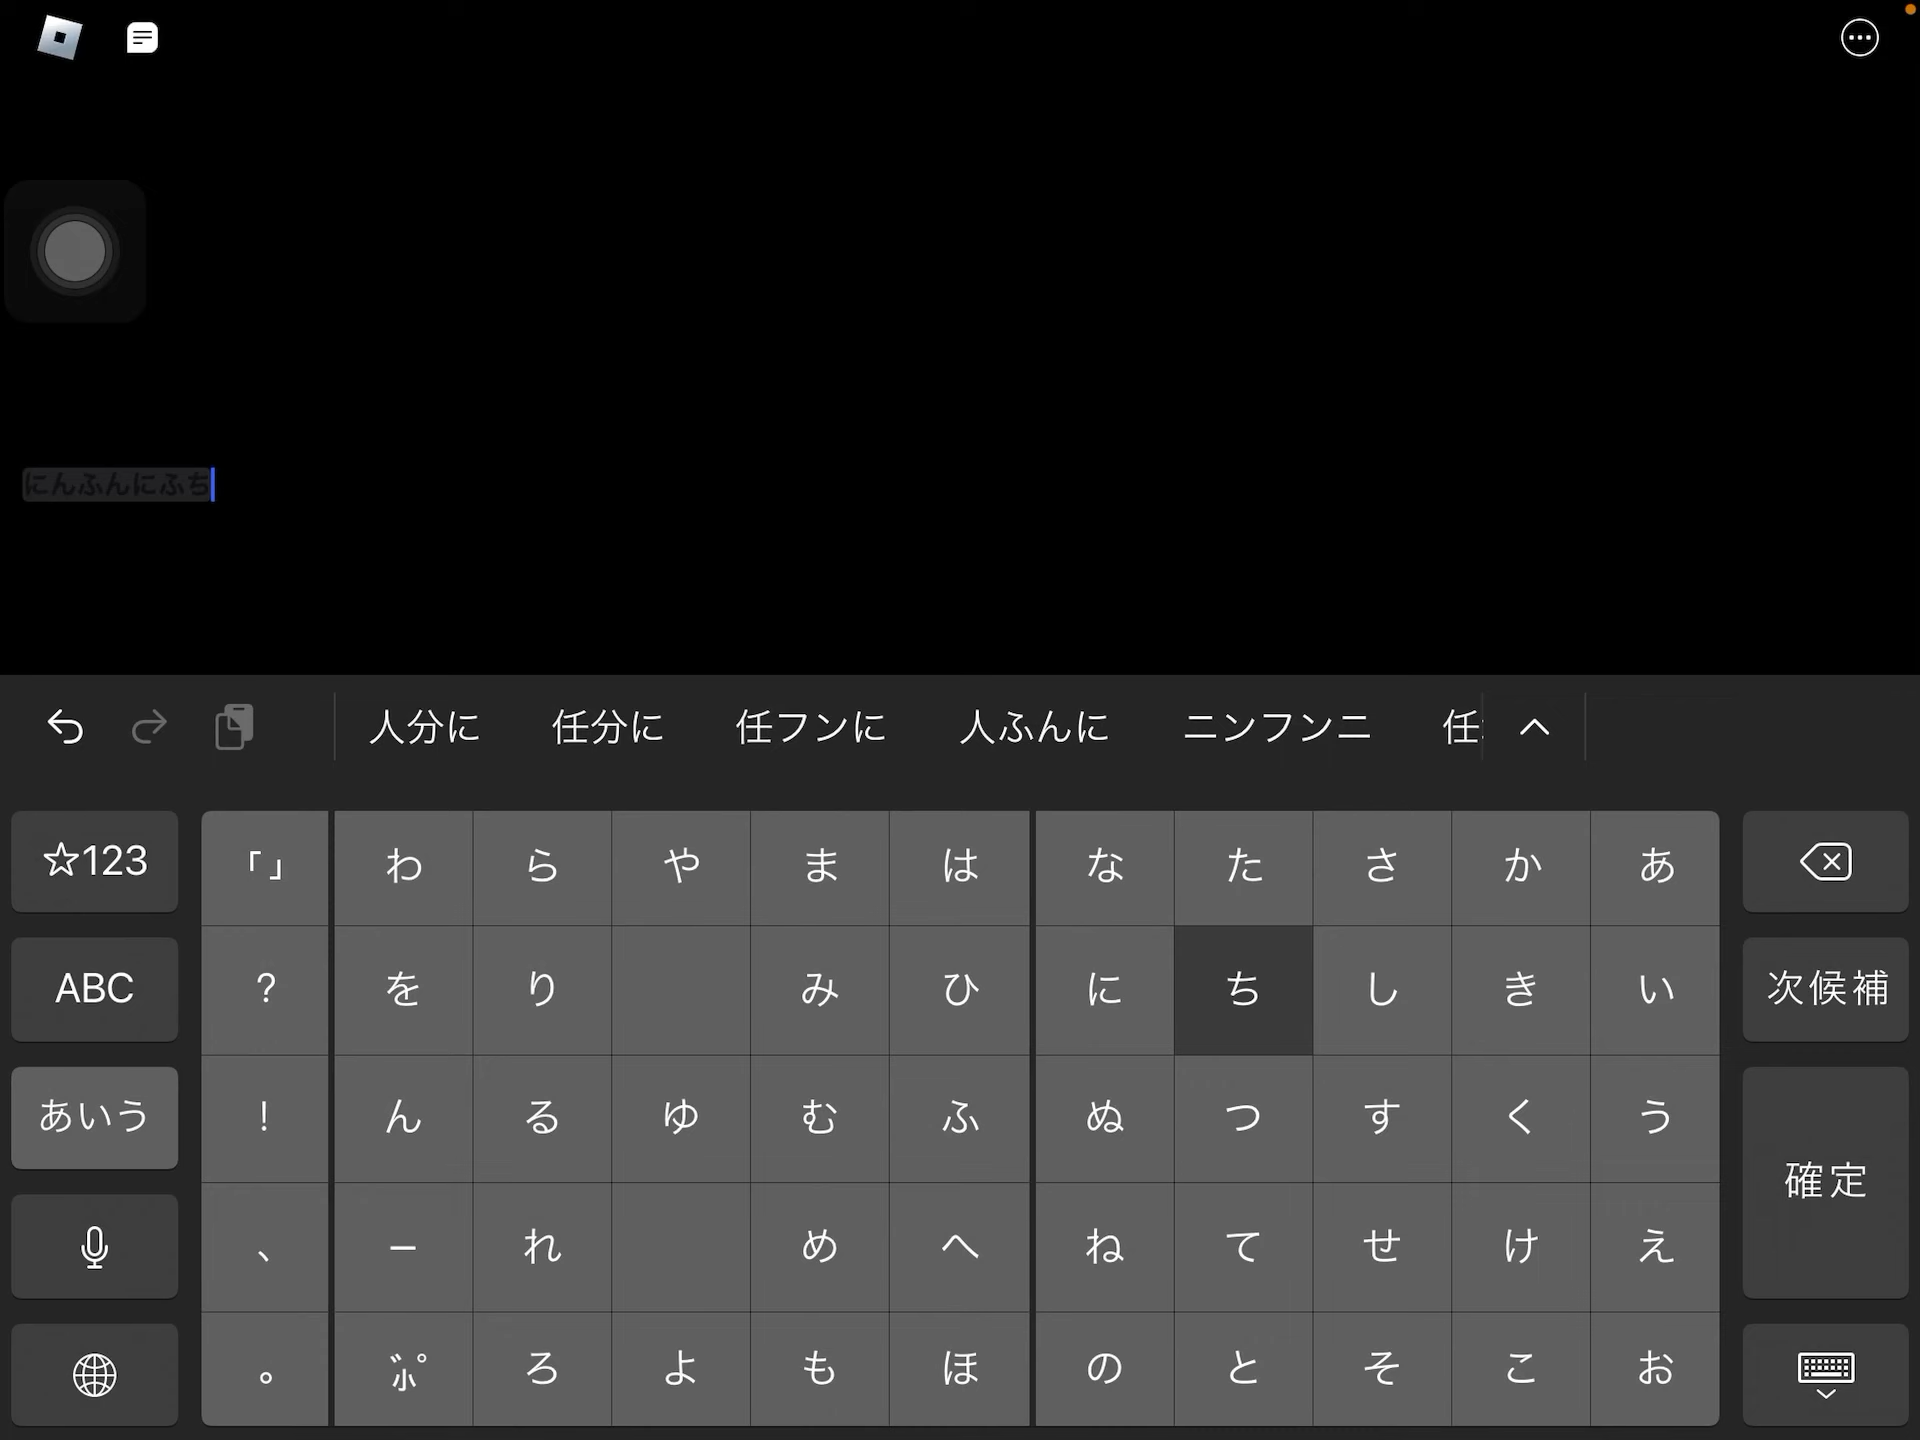 にんふんにふち
人分に 任分に 任フンに 人ふんに ニンフンニ 任
☆123 「」 わ ら や ま は な た さ か あ
ABC ? を り み ひ に ち し き い 次候補
あいう ! ん る ゆ む ふ ぬ つ す く う 確定
、 ー れ め へ ね て せ け え
。 ゛゜小 ろ よ も ほ の と そ こ お